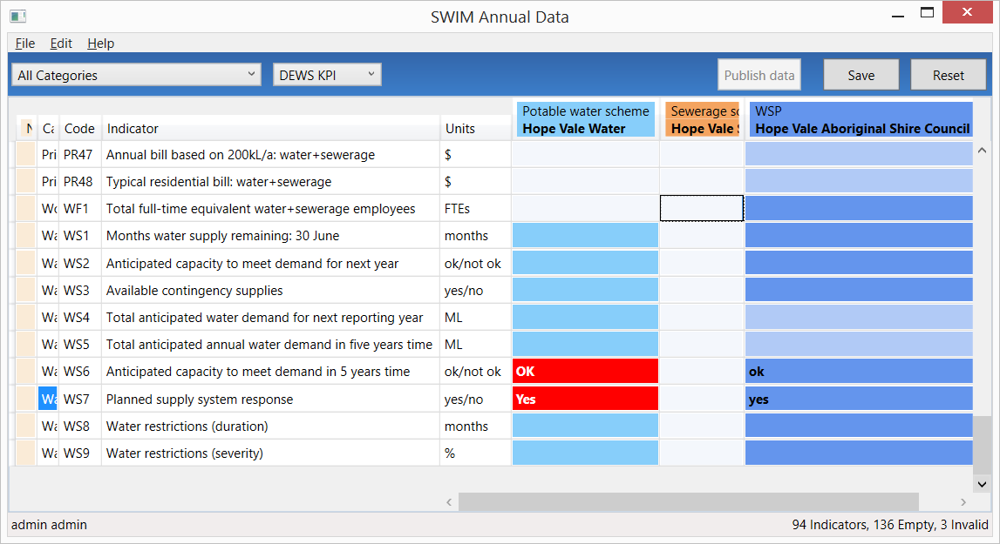 SWIM Annual Data
File Edit Help
All Categories DEWS KPI Publish data Save Reset
Potable water scheme Sewerage sc WSP
N Ca Code Indicator Units Hope Vale Water Hope Vale S Hope Vale Aboriginal Shire Council
Pri PR47 Annual bill based on 200kL/a: water+sewerage $
Pri PR48 Typical residential bill: water+sewerage $
Wo WF1 Total full-time equivalent water+sewerage employees FTEs
Wa WS1 Months water supply remaining: 30 June months
Wa WS2 Anticipated capacity to meet demand for next year ok/not ok
Wa WS3 Available contingency supplies yes/no
Wa WS4 Total anticipated water demand for next reporting year ML
Wa WS5 Total anticipated annual water demand in five years time ML
Wa WS6 Anticipated capacity to meet demand in 5 years time ok/not ok OK ok
Wa WS7 Planned supply system response yes/no Yes yes
Wa WS8 Water restrictions (duration) months
Wa WS9 Water restrictions (severity) %
admin admin 94 Indicators, 136 Empty, 3 Invalid